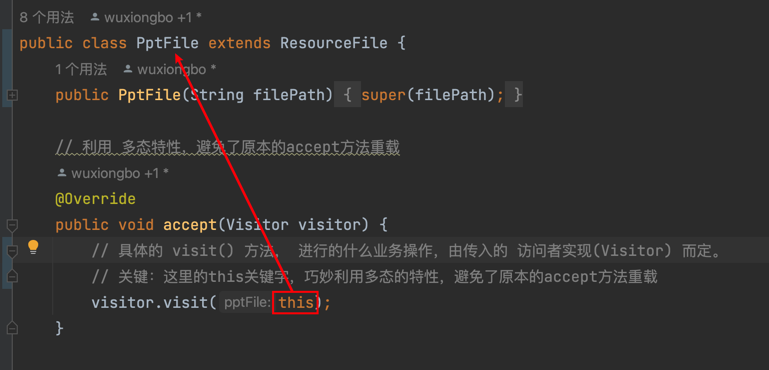 8 个用法 wuxiongbo +1 *
public class PptFile extends ResourceFile {
1 个用法 wuxiongbo *
public PptFile(String filePath) { super(filePath); }
// 利用 多态特性，避免了原本的accept方法重载
wuxiongbo +1 *
@Override
public void accept(Visitor visitor) {
// 具体的 visit() 方法， 进行的什么业务操作，由传入的 访问者实现(Visitor) 而定。
// 关键：这里的this关键字，巧妙利用多态的特性，避免了原本的accept方法重载
visitor.visit( pptFile: this);
}